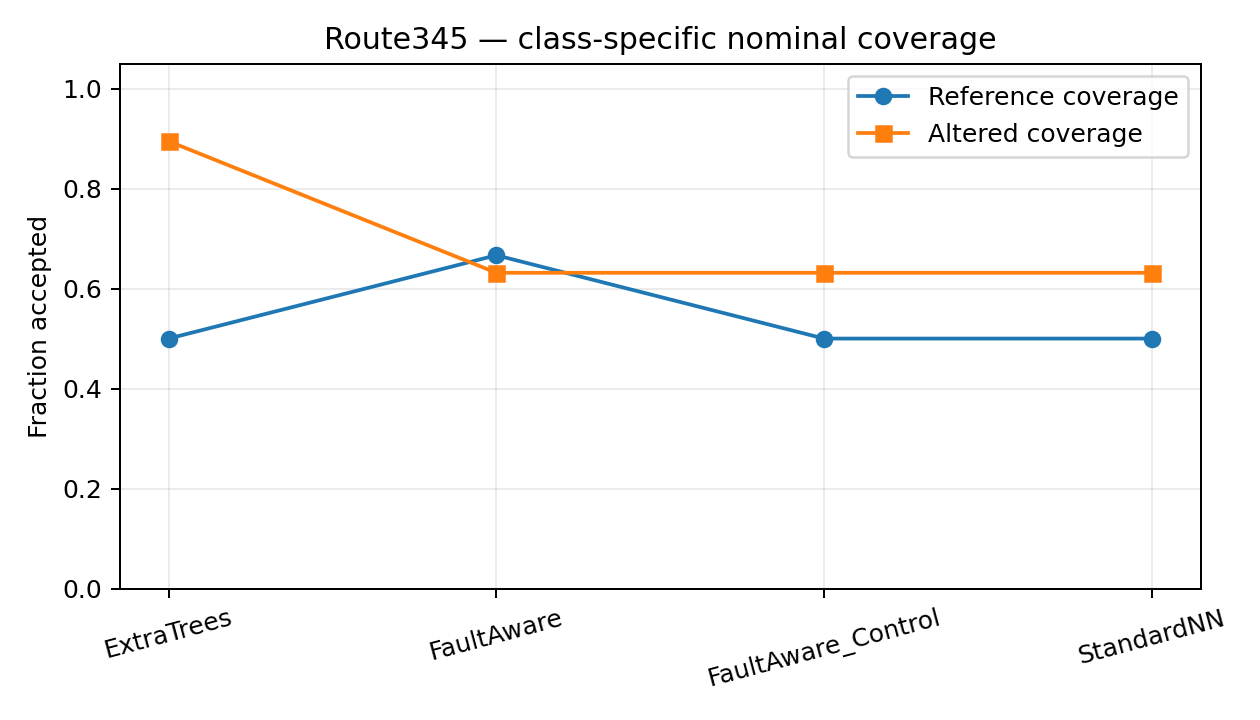 Route345 — class-specific nominal coverage
Reference coverage
Altered coverage
Fraction accepted
1.0
0.8
0.6
0.4
0.2
0.0
ExtraTrees
FaultAware
FaultAware_Control
StandardNN